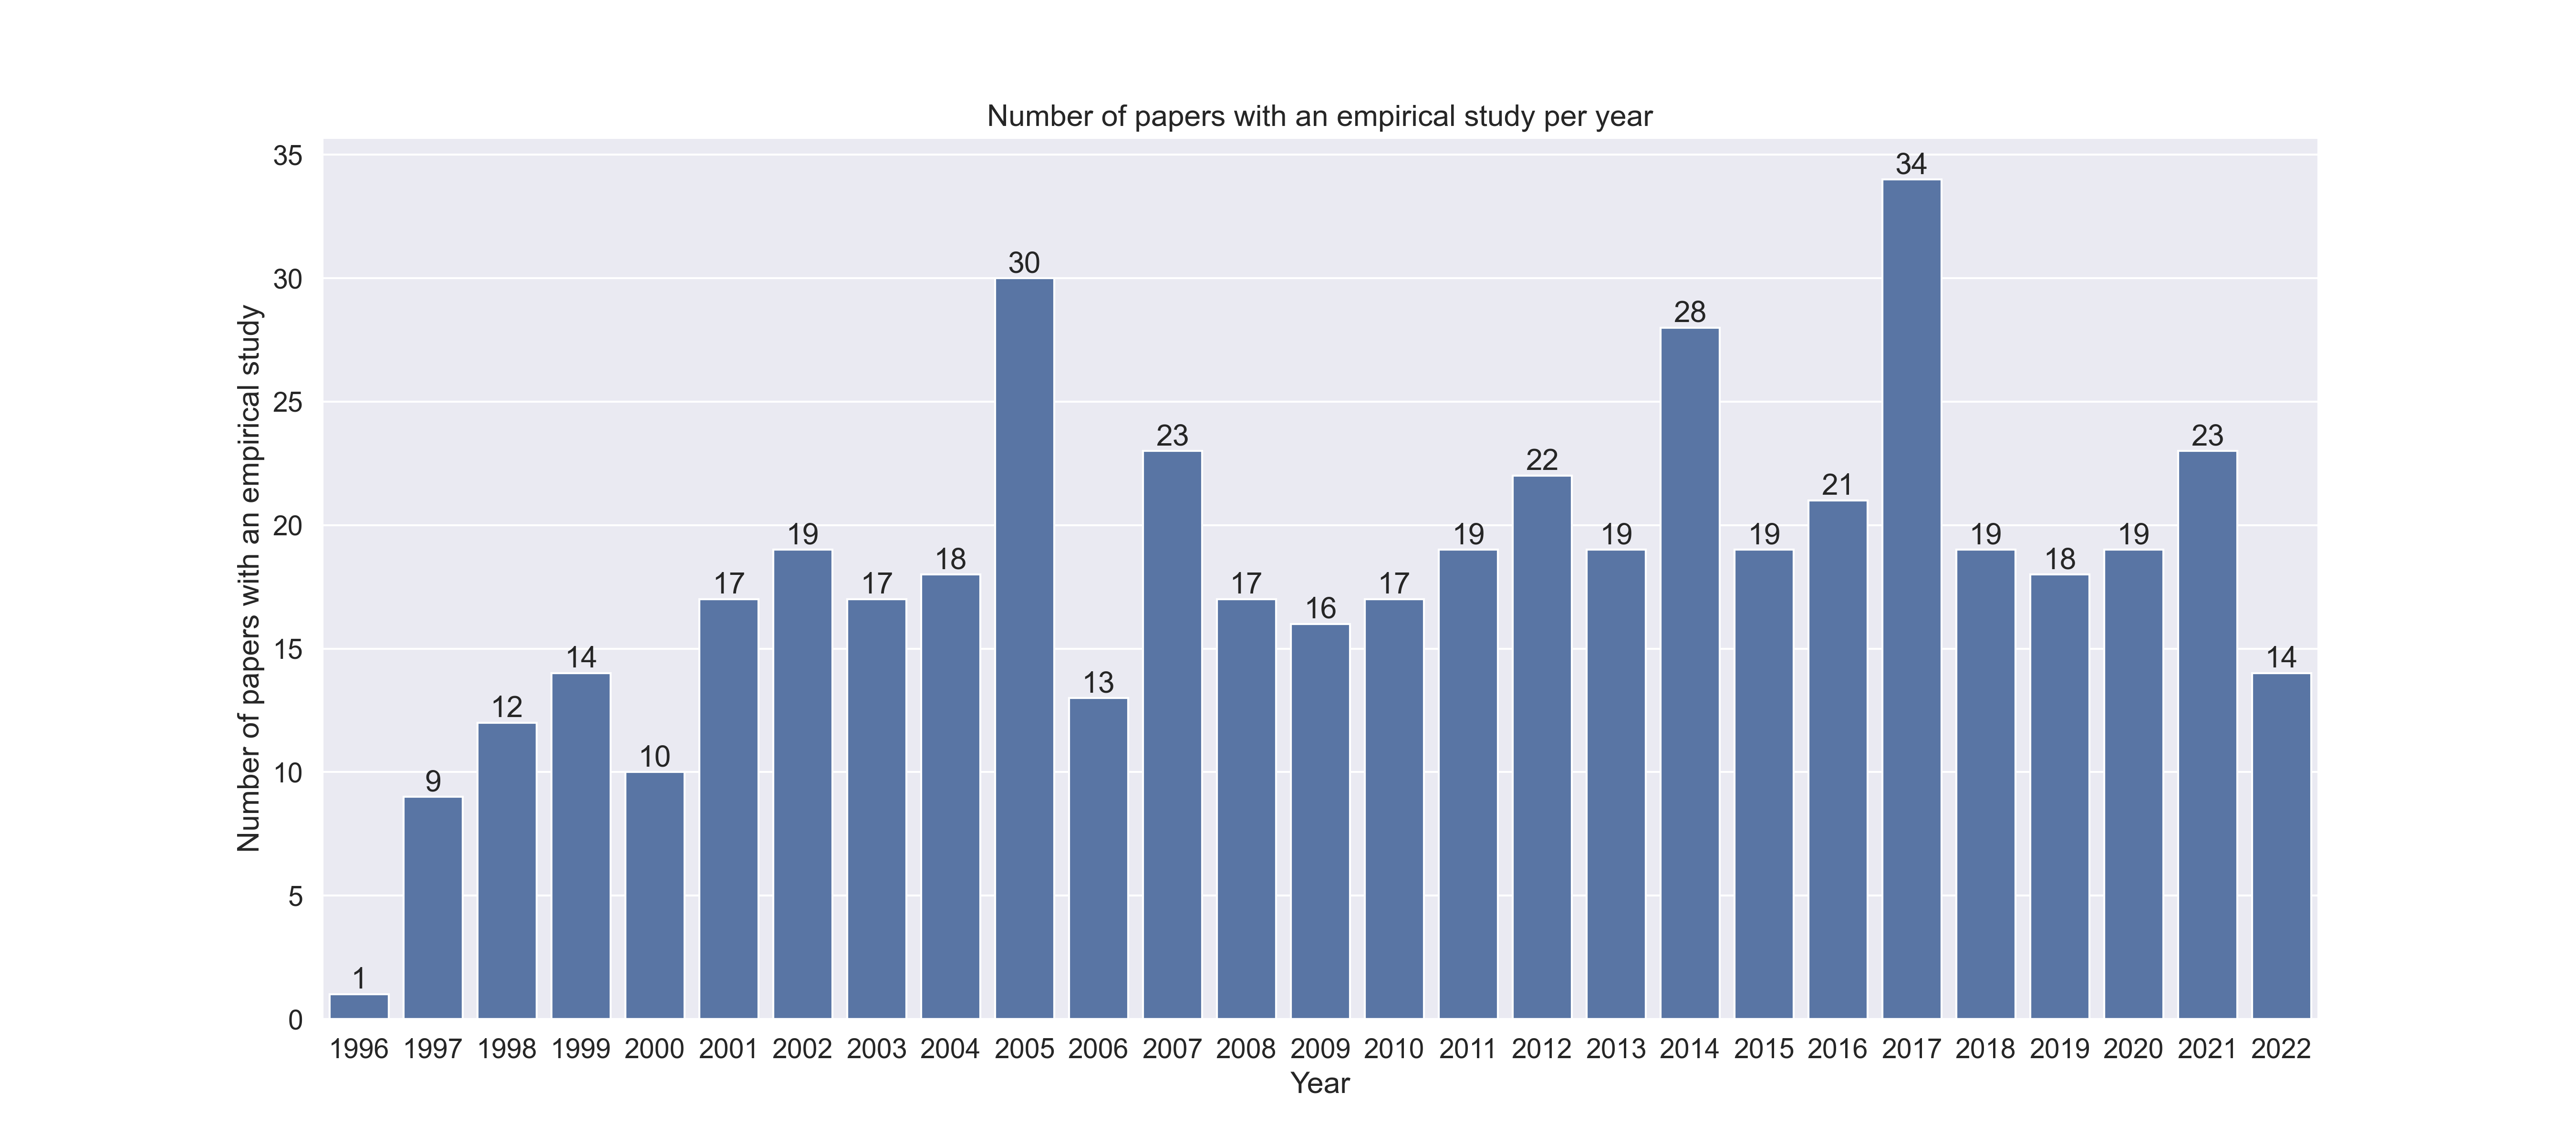 Number of papers with an empirical study per year
Number of papers with an empirical study
35
30
25
20
15
10
5
0
1 9 12 14 10 17 19 17 18 30 13 23 17 16 17 19 22 19 28 19 21 34 19 18 19 23 14
1996 1997 1998 1999 2000 2001 2002 2003 2004 2005 2006 2007 2008 2009 2010 2011 2012 2013 2014 2015 2016 2017 2018 2019 2020 2021 2022
Year